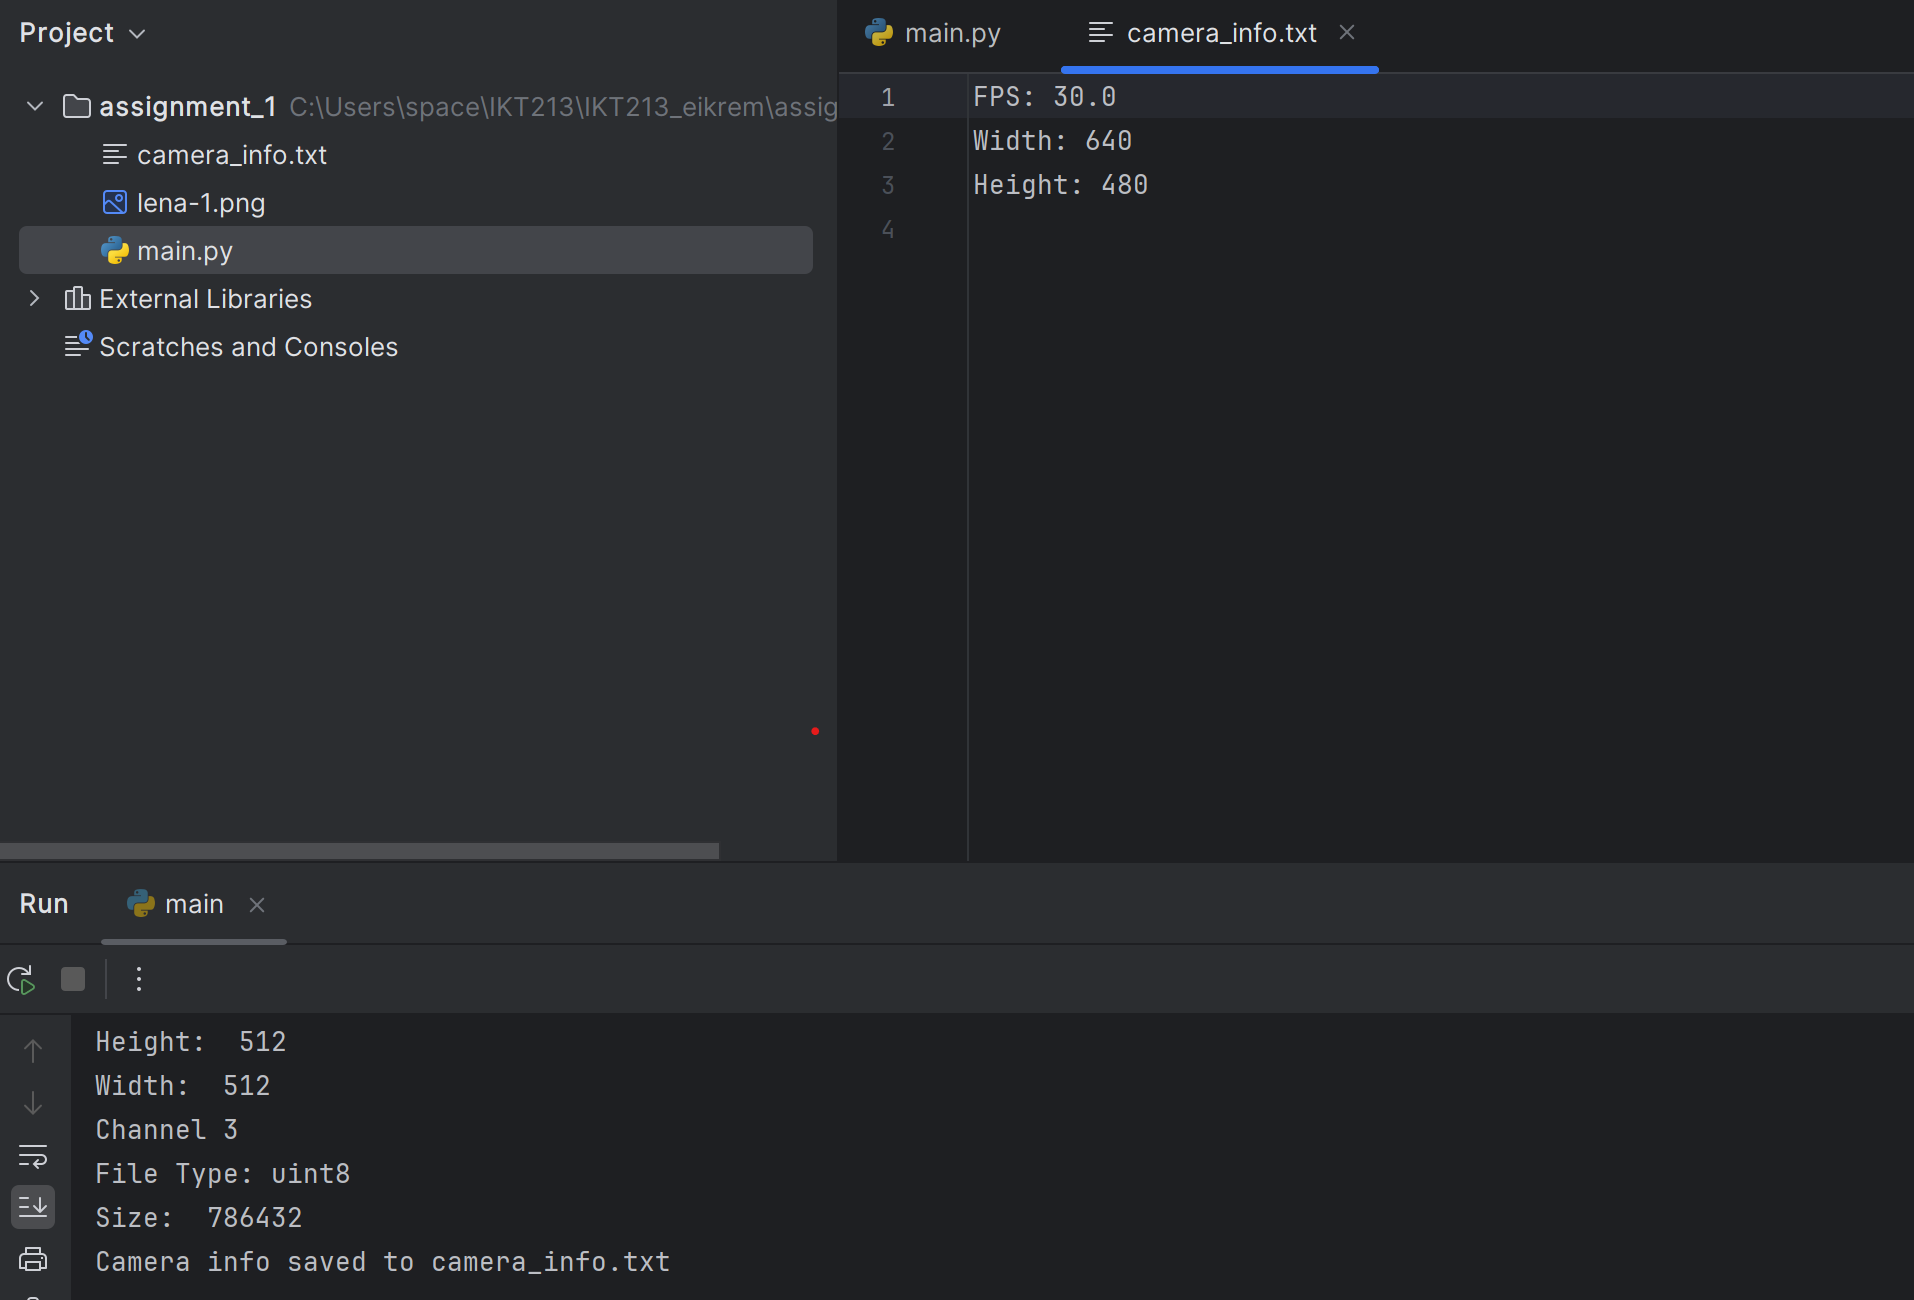 Project
assignment_1 C:\Users\space\IKT213\IKT213_eikrem\assig
camera_info.txt
lena-1.png
main.py
External Libraries
Scratches and Consoles
main.py camera_info.txt
1 FPS: 30.0
2 Width: 640
3 Height: 480
4
Run main
Height:  512
Width:  512
Channel 3
File Type: uint8
Size:  786432
Camera info saved to camera_info.txt